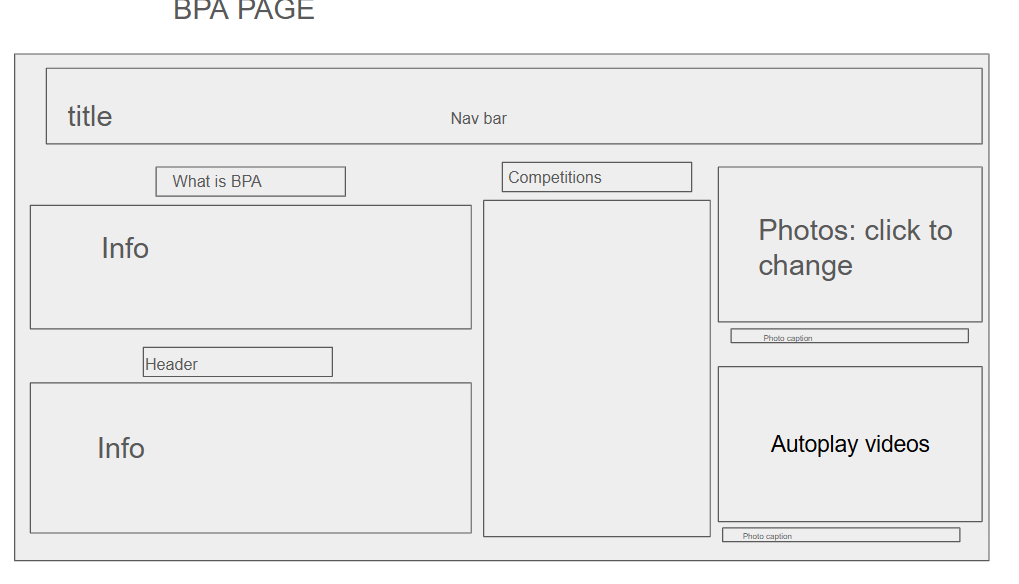 BPA PAGE
title
Nav bar
What is BPA
Info
Header
Info
Competitions
Photos: click to
change
Photo caption
Autoplay videos
Photo caption